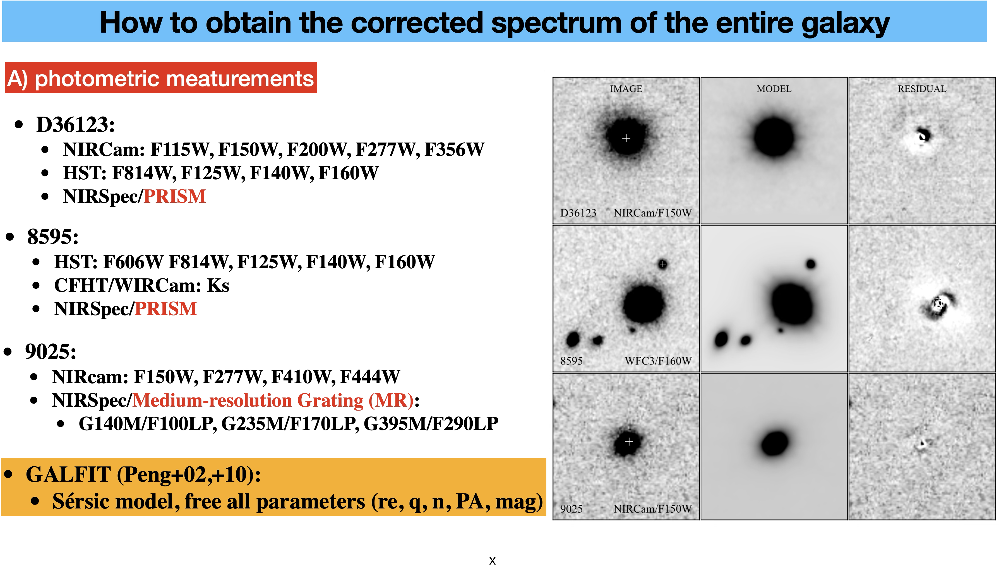 How to obtain the corrected spectrum of the entire galaxy
A) photometric meaturements
• D36123:
• NIRCam: F115W, F150W, F200W, F277W, F356W
• HST: F814W, F125W, F140W, F160W
• NIRSpec/PRISM
• 8595:
• HST: F606W F814W, F125W, F140W, F160W
• CFHT/WIRCam: Ks
• NIRSpec/PRISM
• 9025:
• NIRcam: F150W, F277W, F410W, F444W
• NIRSpec/Medium-resolution Grating (MR):
• G140M/F100LP, G235M/F170LP, G395M/F290LP
• GALFIT (Peng+02,+10):
• Sérsic model, free all parameters (re, q, n, PA, mag)
IMAGE MODEL RESIDUAL
D36123 NIRCam/F150W
8595 WFC3/F160W
9025 NIRCam/F150W
x